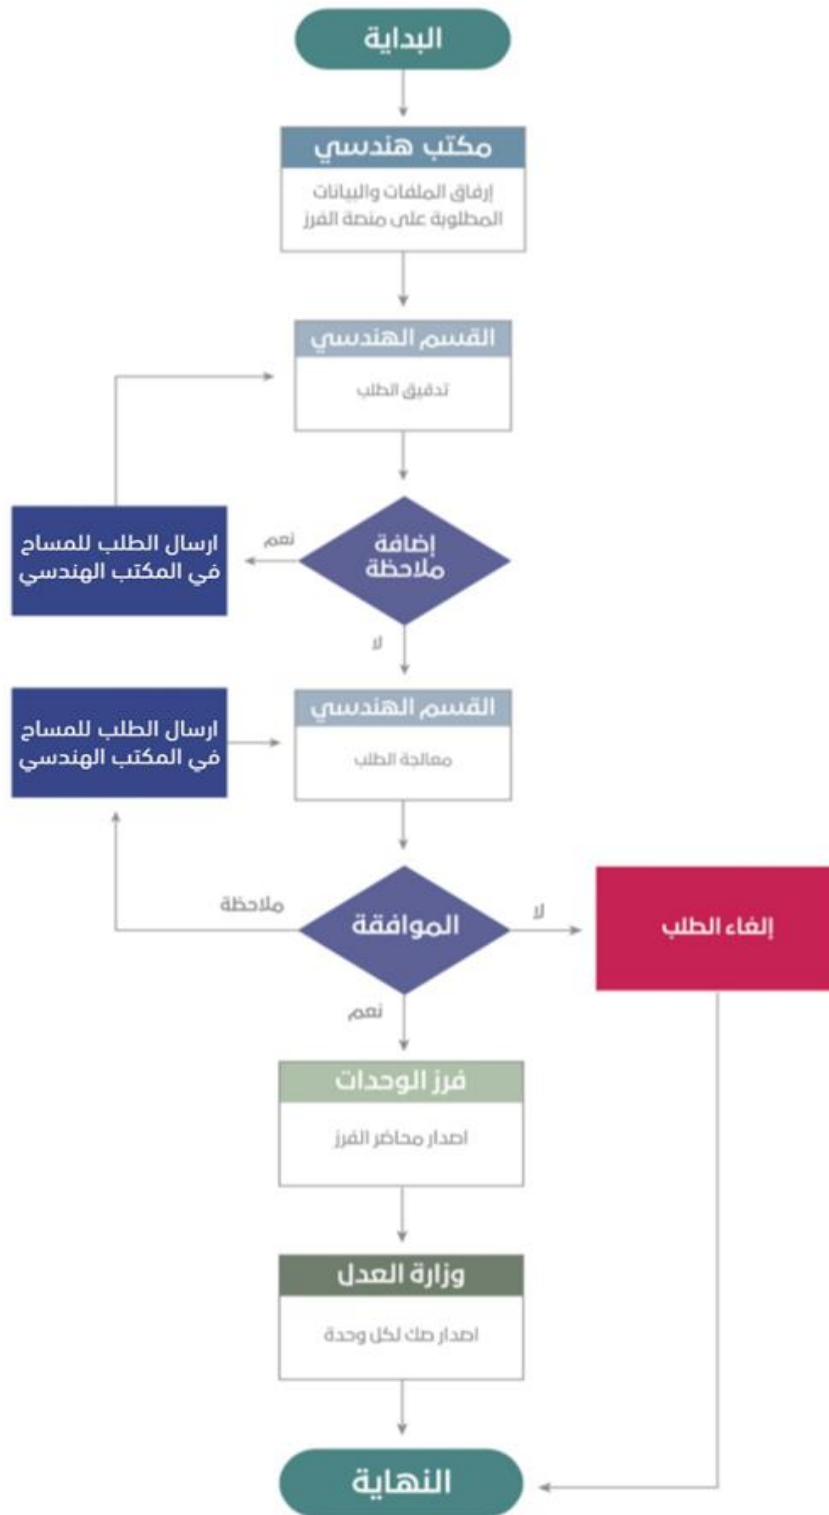 البداية
مكتب هندسي
إرفاق الملفات والبيانات
المطلوبة على منصة الفرز
القسم الهندسي
تدقيق الطلب
إضافة
ملاحظة
نعم
ارسال الطلب للمساح
في المكتب الهندسي
لا
القسم الهندسي
معالجة الطلب
ارسال الطلب للمساح
في المكتب الهندسي
الموافقة
ملاحظة
لا
إلغاء الطلب
نعم
فرز الوحدات
اصدار محاضر الفرز
وزارة العدل
اصدار صك لكل وحدة
النهاية